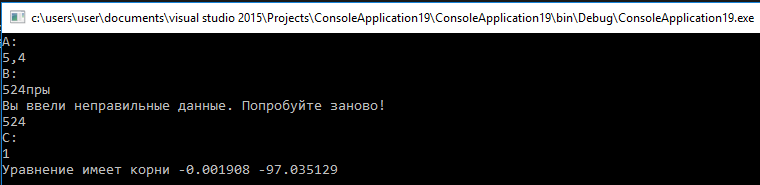 c:\users\user\documents\visual studio 2015\Projects\ConsoleApplication19\ConsoleApplication19\bin\Debug\ConsoleApplication19.exe
A:
5,4
B:
524пры
Вы ввели неправильные данные. Попробуйте заново!
524
C:
1
Уравнение имеет корни -0.001908 -97.035129